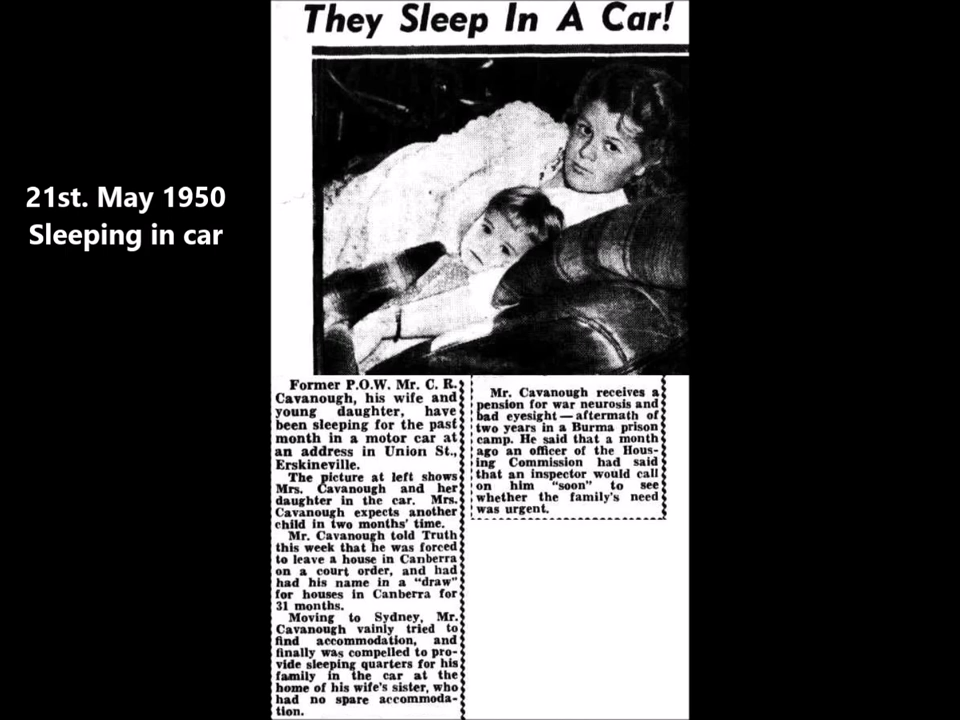 They Sleep In A Car!
21st. May 1950
Sleeping in car
Former P.O.W. Mr. C. R.
Cavanough, his wife and
young daughter, have
been sleeping for the past
month in a motor car at
an address in Union St.,
Erskineville.
The picture at left shows
Mrs. Cavanough and her
daughter in the car. Mrs.
Cavanough expects another
child in two months' time.
Mr. Cavanough told Truth
this week that he was forced
to leave a house in Canberra
on a court order, and had
had his name in a "draw"
for houses in Canberra for
31 months.
Moving to Sydney, Mr.
Cavanough vainly tried to
find accommodation, and
finally was compelled to pro-
vide sleeping quarters for his
family in the car at the
home of his wife's sister, who
had no spare accommoda-
tion.
Mr. Cavanough receives a
pension for war neurosis and
bad eyesight — aftermath of
two years in a Burma prison
camp. He said that a month
ago an officer of the Hous-
ing Commission had said
that an inspector would call
on him "soon" to see
whether the family's need
was urgent.